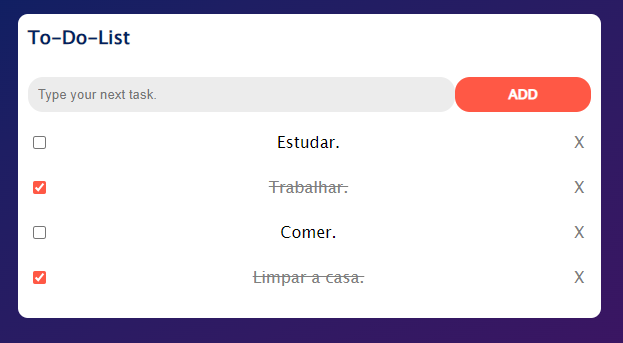 To-Do-List
Type your next task. ADD
Estudar. X
Trabalhar. X
Comer. X
Limpar a casa. X